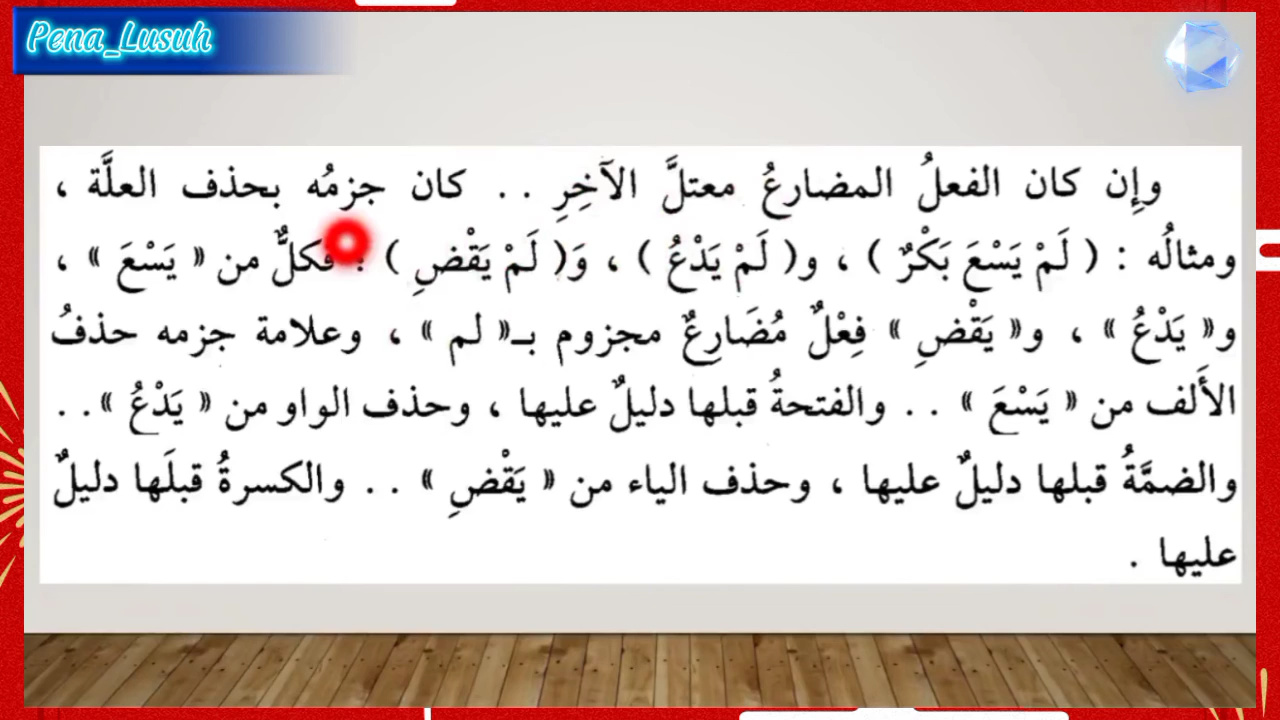 Pena_Lusuh
وإِن كان الفعلُ المضارعُ معتلَّ الآخِرِ . . كان جزمُه بحذف العلَّة ،
ومثالُه : ( لَمْ يَسْعَ بَكْرٌ ) ، و( لَمْ يَدْعُ ) ، وَ( لَمْ يَقْضِ ) : فكلٌّ من « يَسْعَ » ،
و« يَدْعُ » ، و« يَقْضِ » فِعْلٌ مُضَارِعٌ مجزوم بـ« لم » ، وعلامة جزمه حذفُ
الأَلف من « يَسْعَ » . . والفتحةُ قبلها دليلٌ عليها ، وحذف الواو من « يَدْعُ » . .
والضمَّةُ قبلها دليلٌ عليها ، وحذف الياء من « يَقْضِ » . . والكسرةُ قبلَها دليلٌ
عليها .